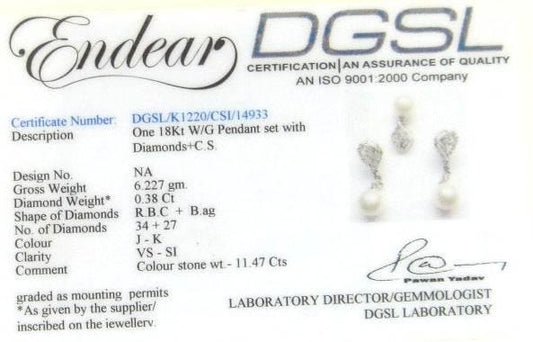 Endear DGSL
CERTIFICATION AN ASSURANCE OF QUALITY
AN ISO 9001:2000 Company
Certificate Number: DGSL/K1220/CSI/14933
Description One 18Kt W/G Pendant set with
Diamonds+C.S.
Design No. NA
Gross Weight 6.227 gm.
Diamond Weight* 0.38 Ct
Shape of Diamonds R.B.C + B.ag
No. of Diamonds 34 + 27
Colour J - K
Clarity VS - SI
Comment Colour stone wt.- 11.47 Cts
Pawan Yadav
graded as mounting permits
*As given by the supplier/
inscribed on the jewellery.
LABORATORY DIRECTOR/GEMMOLOGIST
DGSL LABORATORY